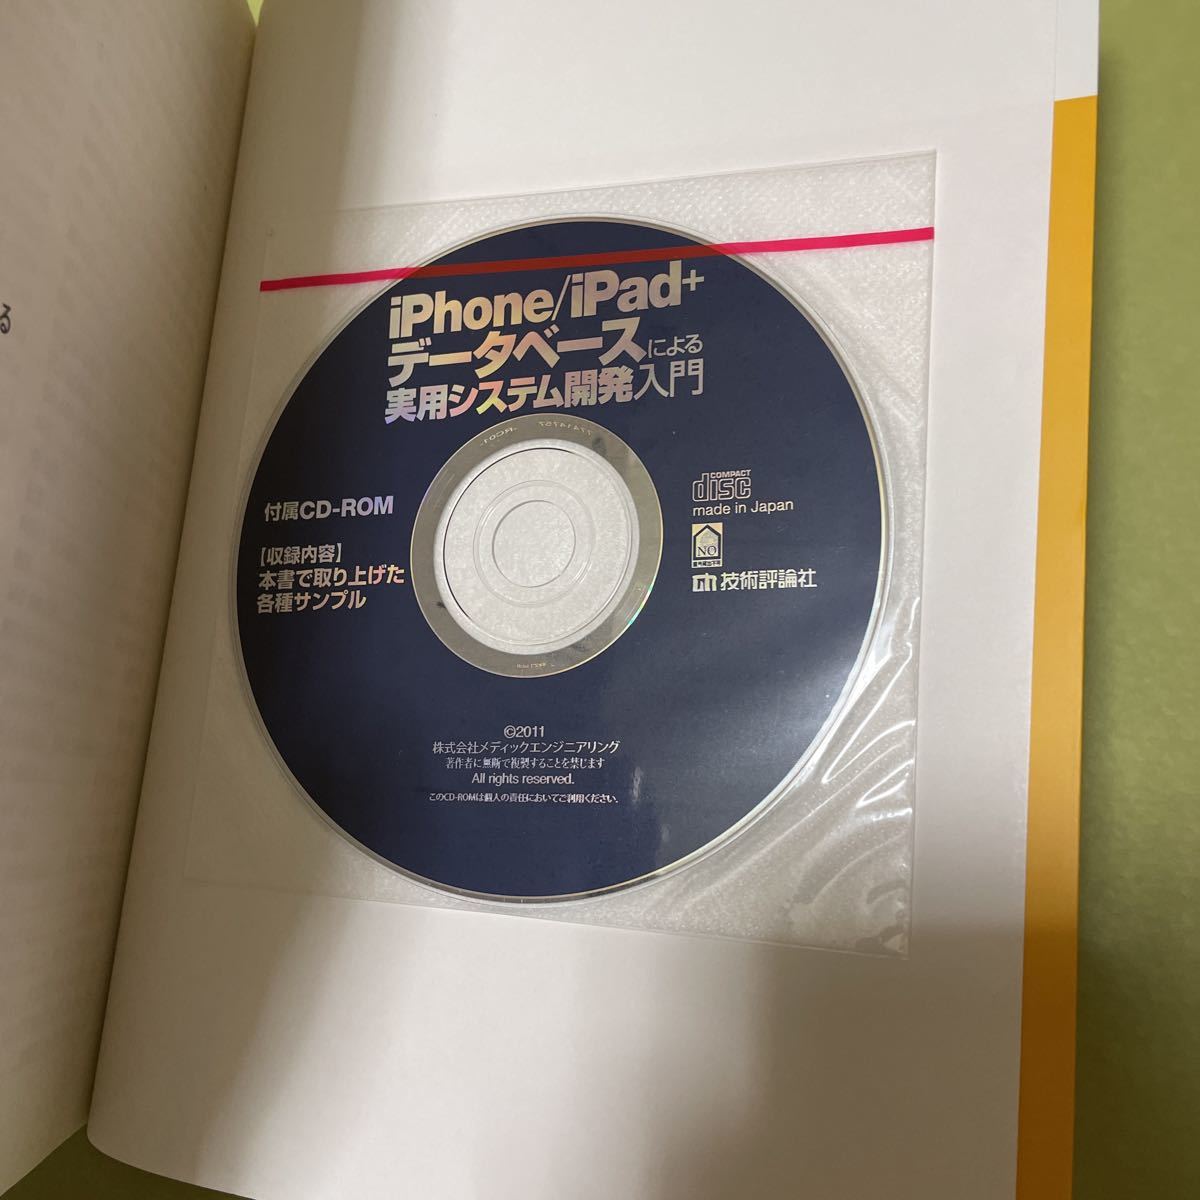 る
iPhone/iPad+
データベースによる
実用システム開発入門
付属CD-ROM
【収録内容】
本書で取り上げた
各種サンプル
COMPACT
disc
made in Japan
NO
技術評論社
©2011
株式会社メディックエンジニアリング
著作者に無断で複製することを禁じます
All rights reserved.
このCD-ROMは個人の責任においてご利用ください。